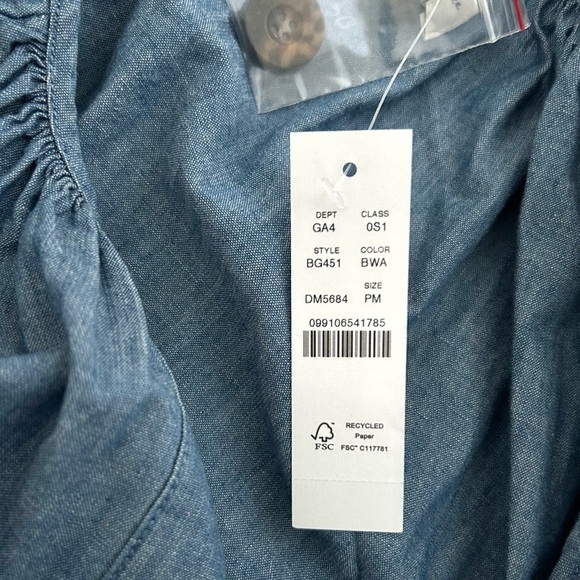 DEPT CLASS
GA4 0S1
STYLE COLOR
BG451 BWA
SIZE
DM5684 PM
099106541785
RECYCLED
Paper
FSC FSC® C117781